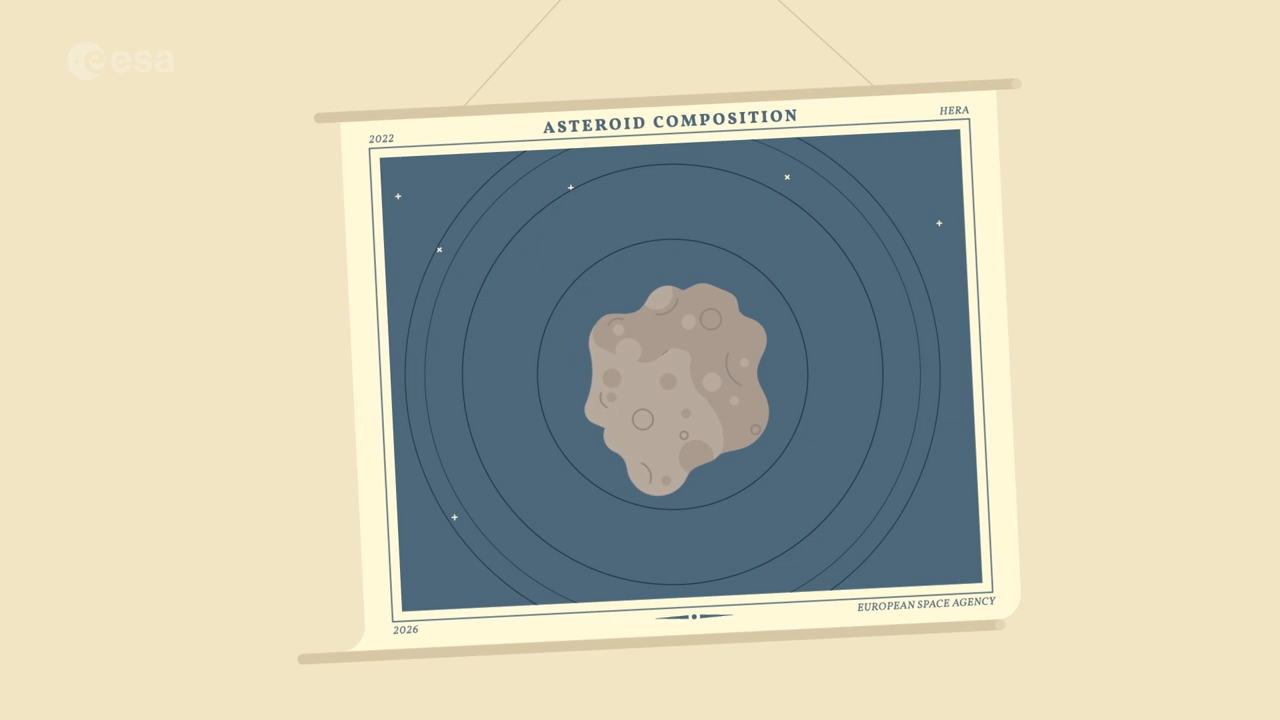 esa
ASTEROID COMPOSITION
HERA
2022
EUROPEAN SPACE AGENCY
2026